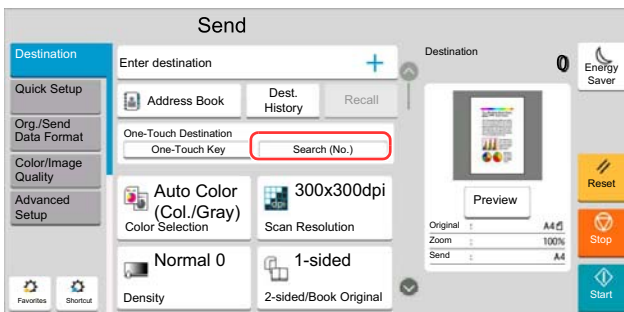 Send
Destination
Quick Setup
Org./Send
Data Format
Color/Image
Quality
Advanced
Setup
Favorites
Shortcut
Enter destination
+
Address Book
Dest.
History
Recall
One-Touch Destination
One-Touch Key
Search (No.)
Auto Color
(Col./Gray)
Color Selection
dpi
300x300dpi
Scan Resolution
Normal 0
Density
1-sided
2-sided/Book Original
Destination
0
Preview
Original : A4
Zoom : 100%
Send : A4
Energy
Saver
Reset
Stop
Start